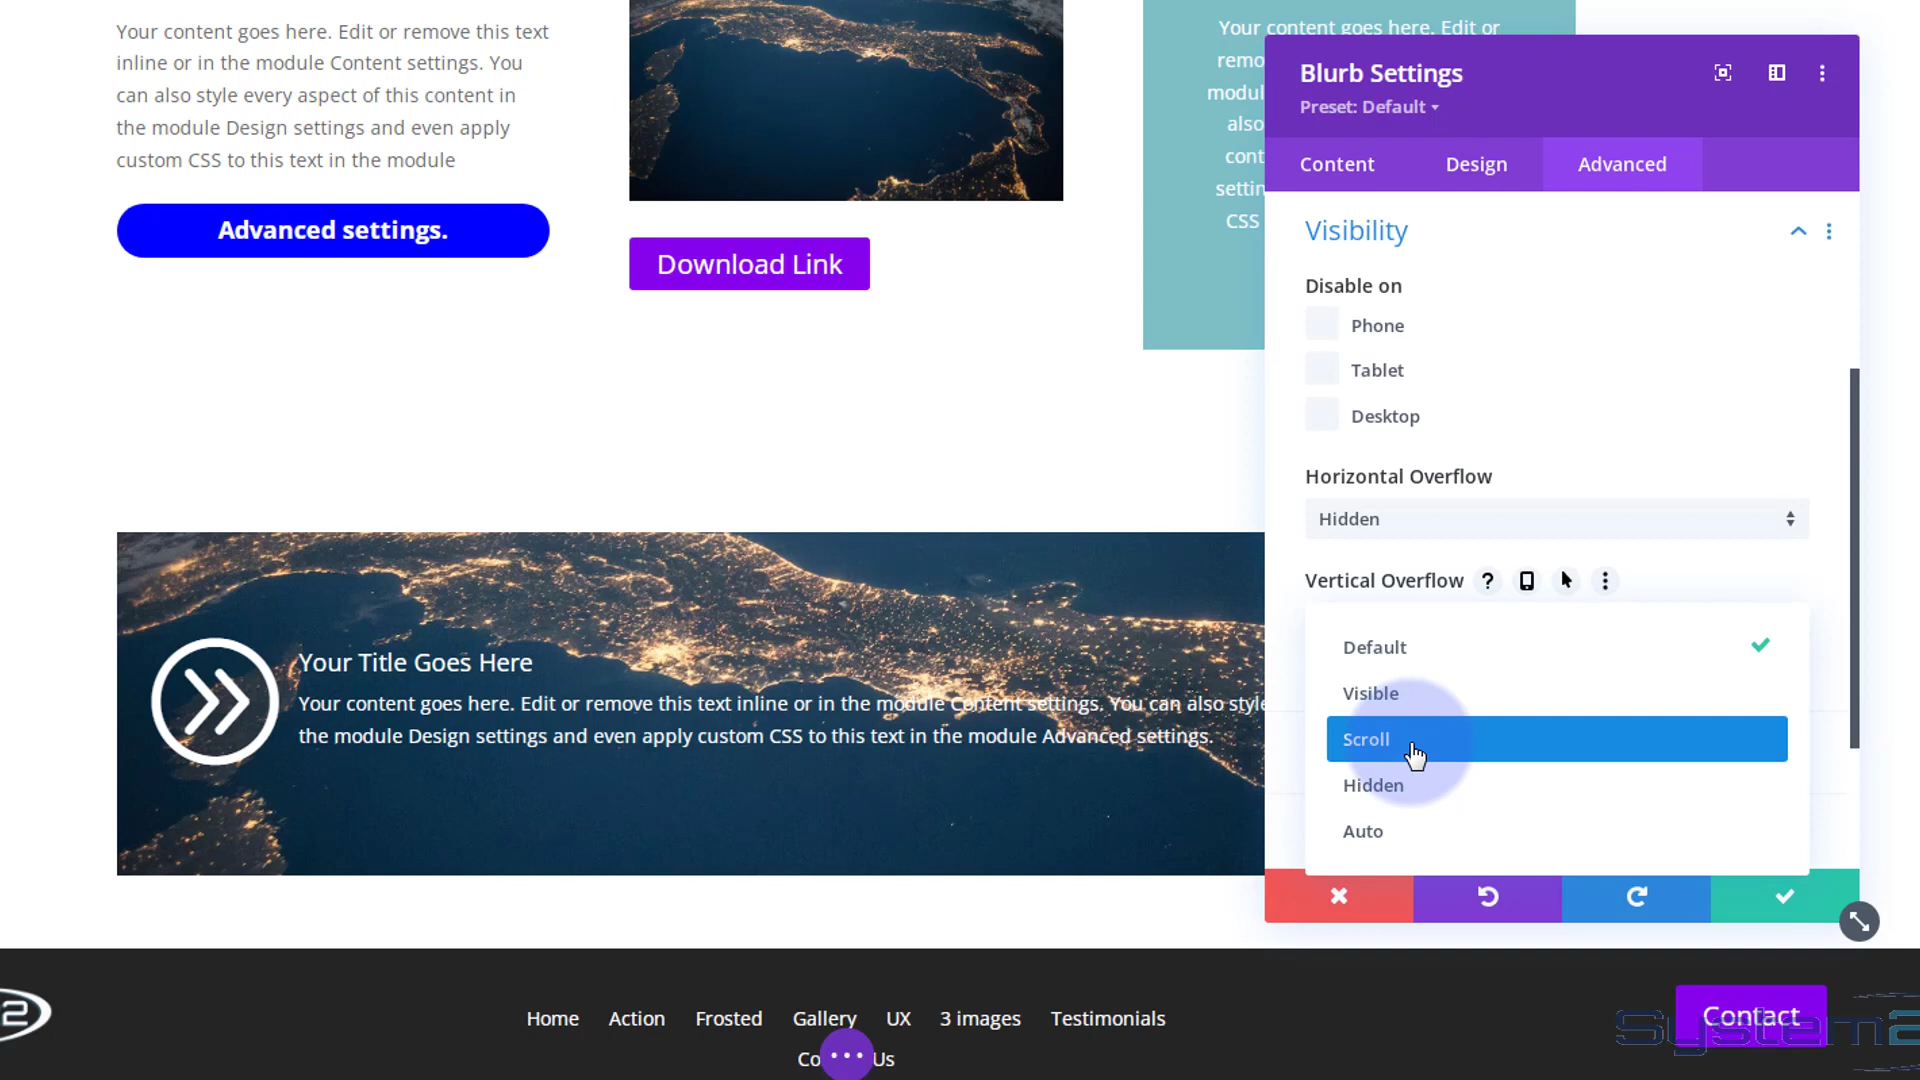 Your content goes here. Edit or remove this text
inline or in the module Content settings. You
can also style every aspect of this content in
the module Design settings and even apply
custom CSS to this text in the module
Advanced settings.
Download Link
Your content goes here. Edit or
remo
modul
also
cont
settin
CSS
Your Title Goes Here
Your content goes here. Edit or remove this text inline or in the module Content settings. You can also style
the module Design settings and even apply custom CSS to this text in the module Advanced settings.
Blurb Settings
Preset: Default
Content Design Advanced
Visibility
Disable on
Phone
Tablet
Desktop
Horizontal Overflow
Hidden
Vertical Overflow ?
Default
Visible
Scroll
Hidden
Auto
2
Home Action Frosted Gallery UX 3 images Testimonials
Co Us
Contact
System2